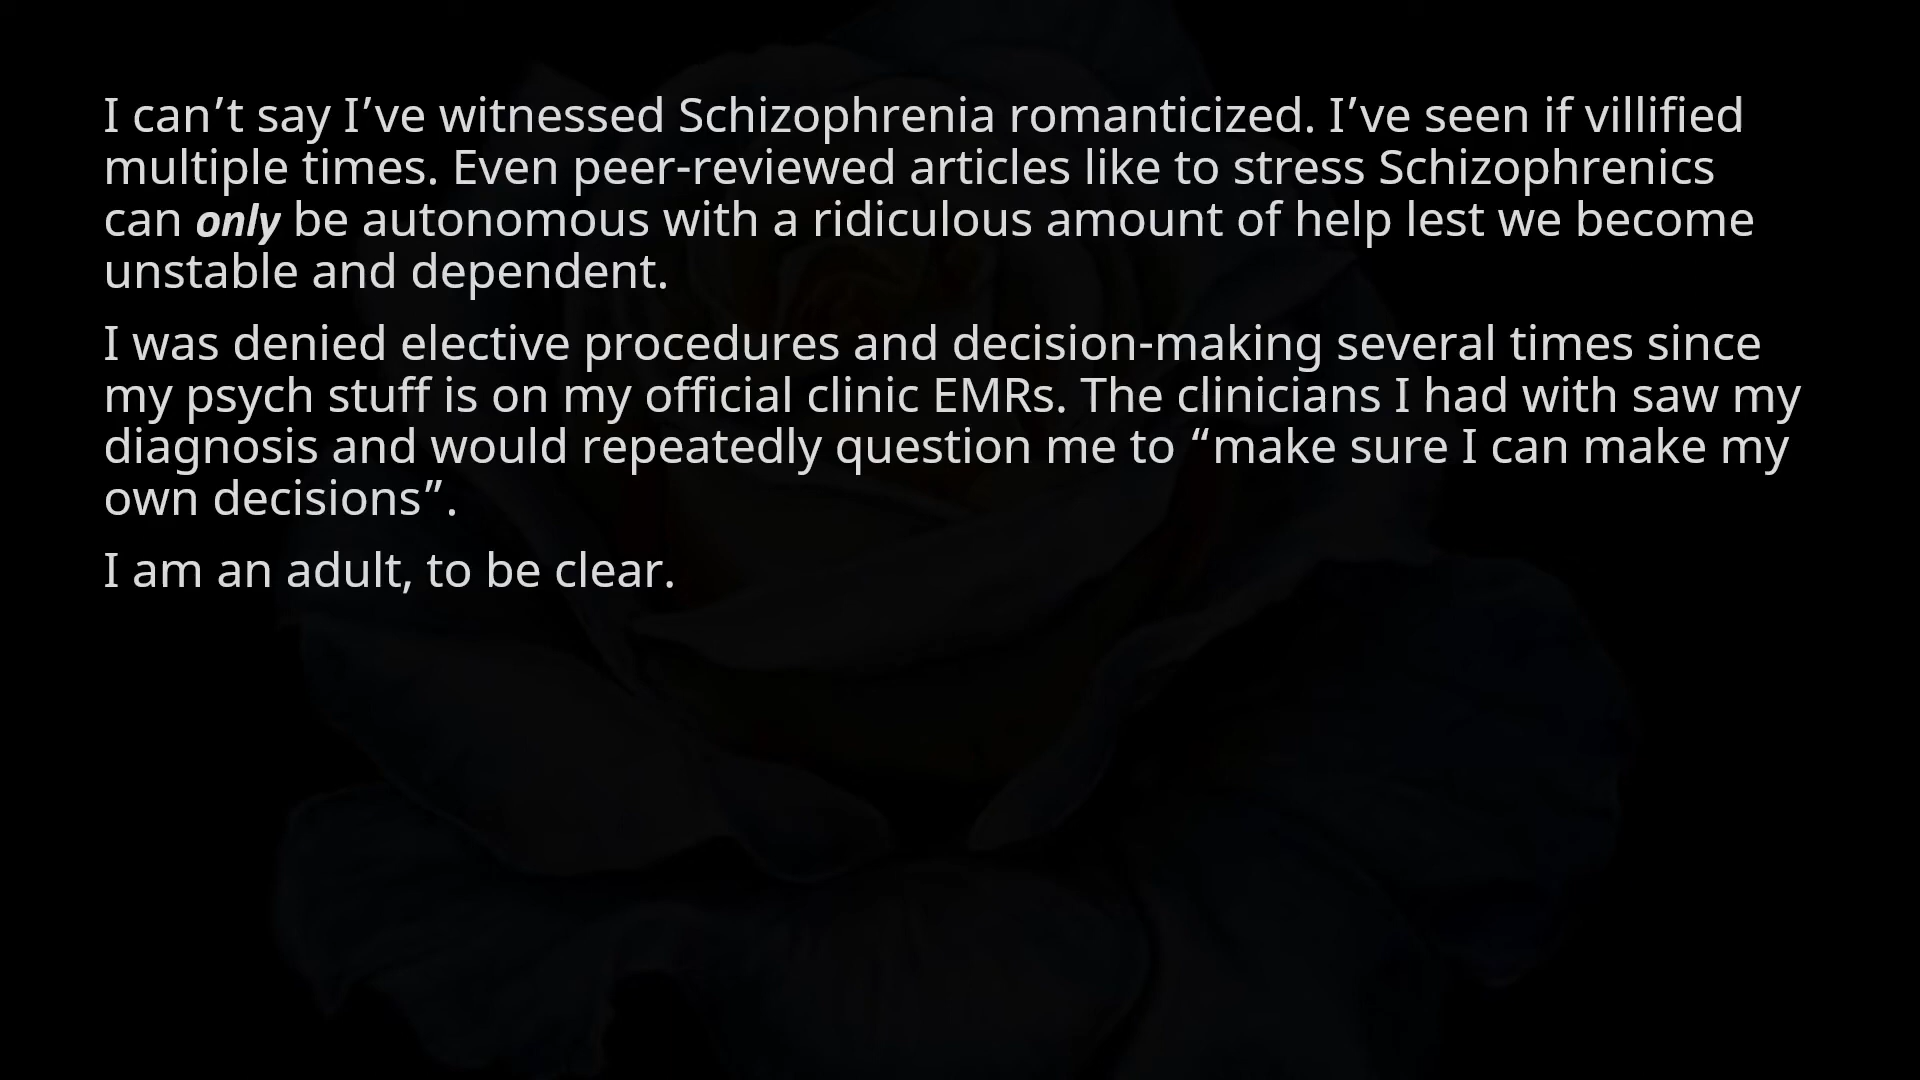 I can’t say I’ve witnessed Schizophrenia romanticized. I’ve seen if villified
multiple times. Even peer-reviewed articles like to stress Schizophrenics
can only be autonomous with a ridiculous amount of help lest we become
unstable and dependent.
I was denied elective procedures and decision-making several times since
my psych stuff is on my official clinic EMRs. The clinicians I had with saw my
diagnosis and would repeatedly question me to “make sure I can make my
own decisions”.
I am an adult, to be clear.